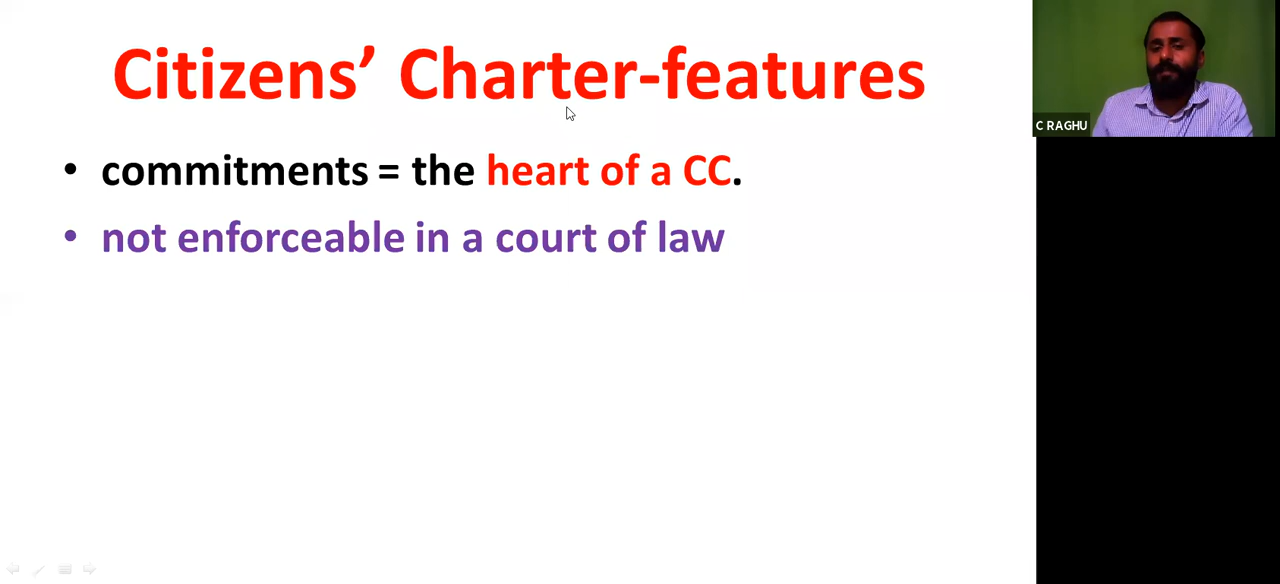 Citizens’ Charter-features
• commitments = the heart of a CC.
• not enforceable in a court of law
C RAGHU